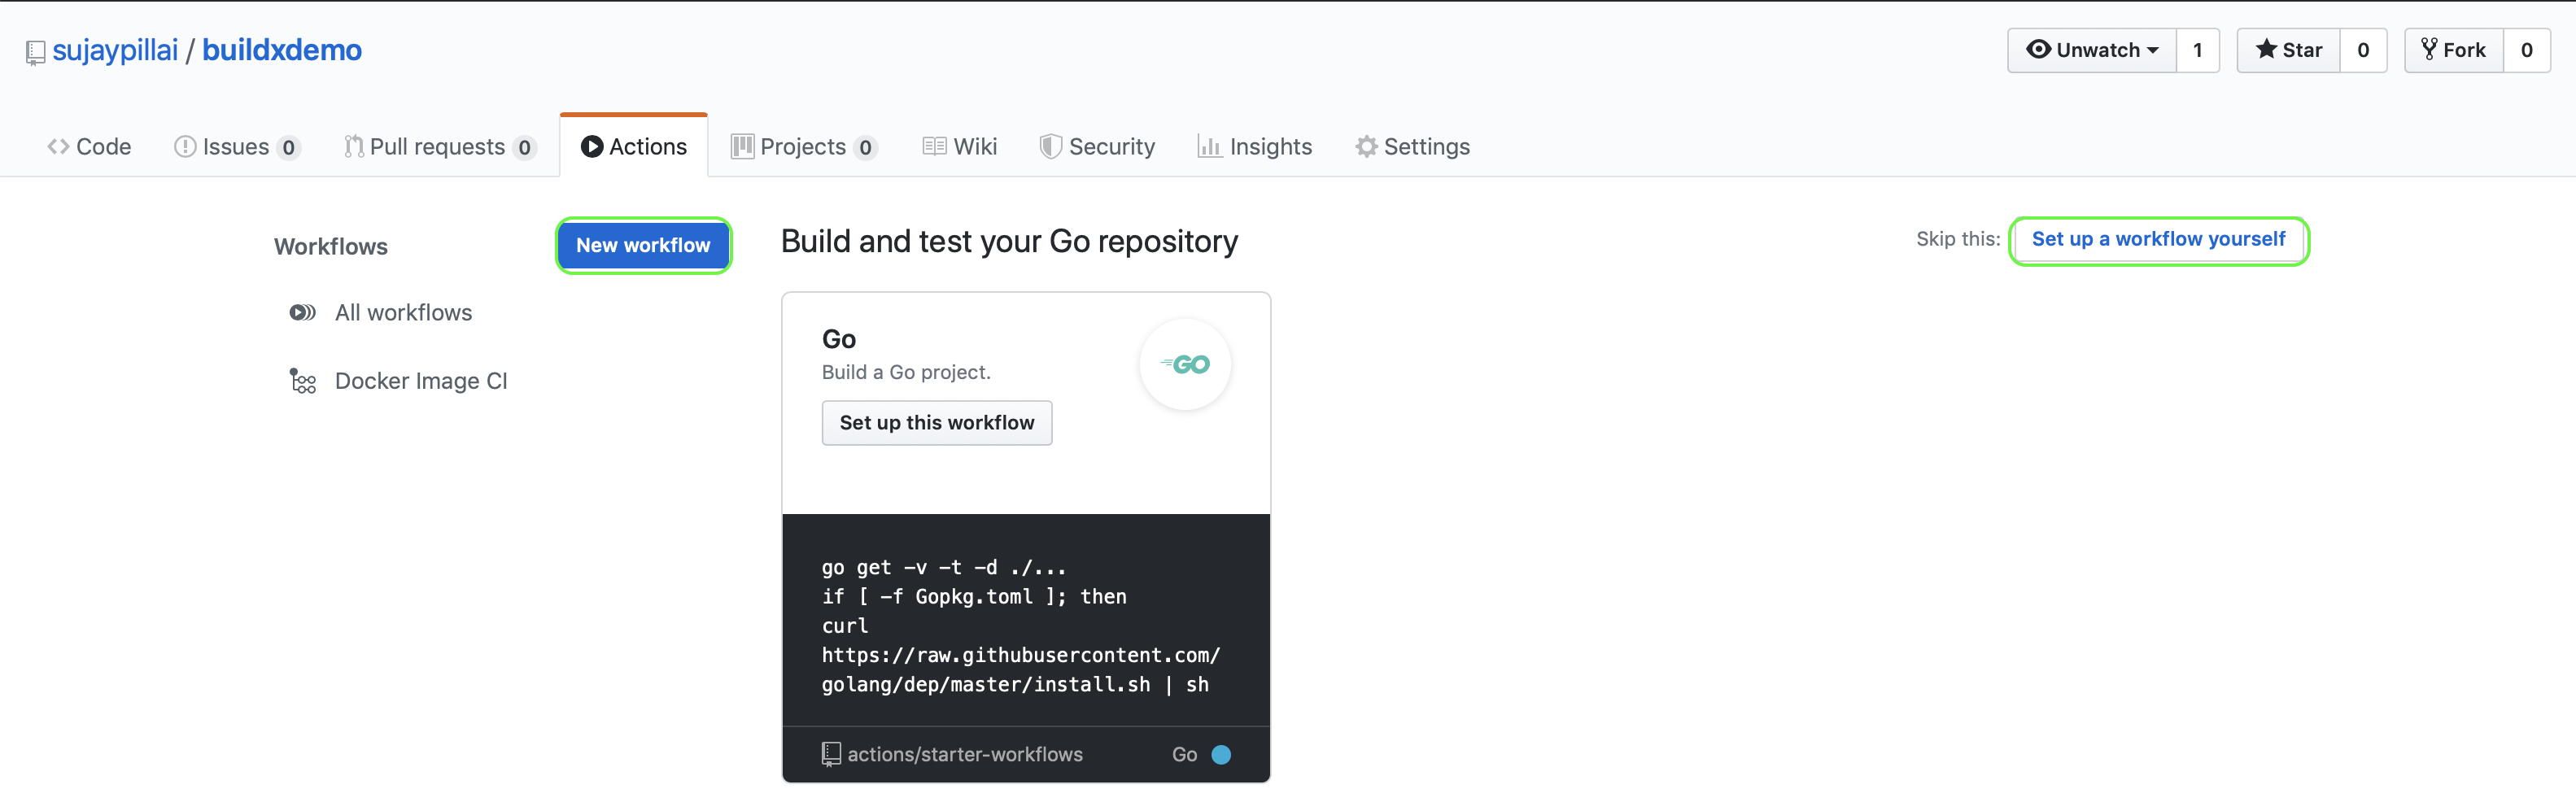 sujaypillai / buildxdemo
Unwatch 1 Star 0 Fork 0
Code Issues 0 Pull requests 0 Actions Projects 0 Wiki Security Insights Settings
Workflows
New workflow
All workflows
Docker Image CI
Build and test your Go repository
Skip this: Set up a workflow yourself
Go
GO
Build a Go project.
Set up this workflow
go get -v -t -d ./...
if [ -f Gopkg.toml ]; then
curl
https://raw.githubusercontent.com/
golang/dep/master/install.sh | sh
actions/starter-workflows Go